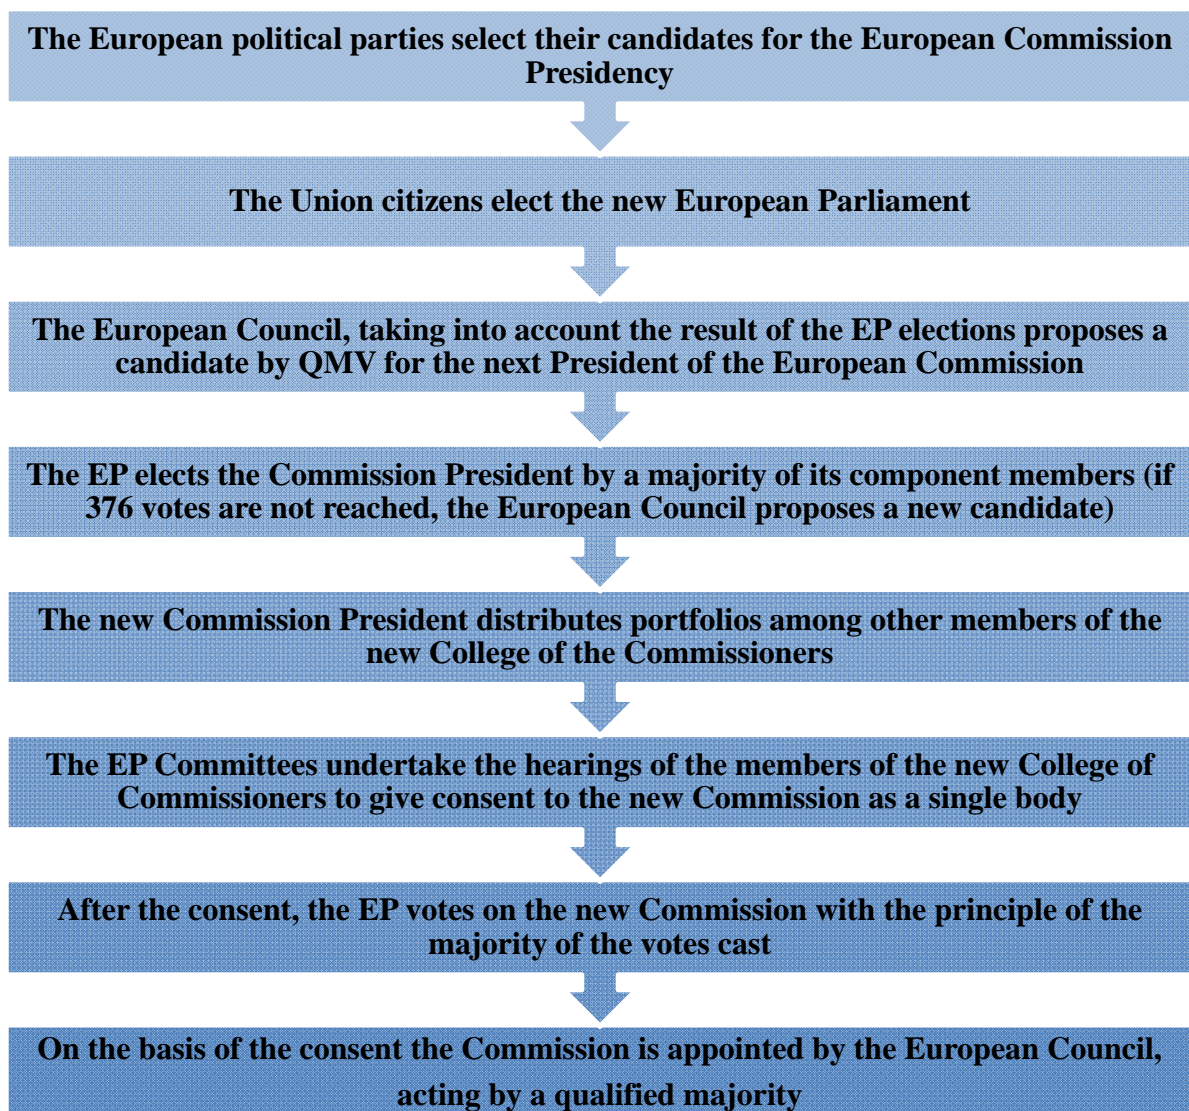 The European political parties select their candidates for the European Commission
Presidency
The Union citizens elect the new European Parliament
The European Council, taking into account the result of the EP elections proposes a
candidate by QMV for the next President of the European Commission
The EP elects the Commission President by a majority of its component members (if
376 votes are not reached, the European Council proposes a new candidate)
The new Commission President distributes portfolios among other members of the
new College of the Commissioners
The EP Committees undertake the hearings of the members of the new College of
Commissioners to give consent to the new Commission as a single body
After the consent, the EP votes on the new Commission with the principle of the
majority of the votes cast
On the basis of the consent the Commission is appointed by the European Council,
acting by a qualified majority